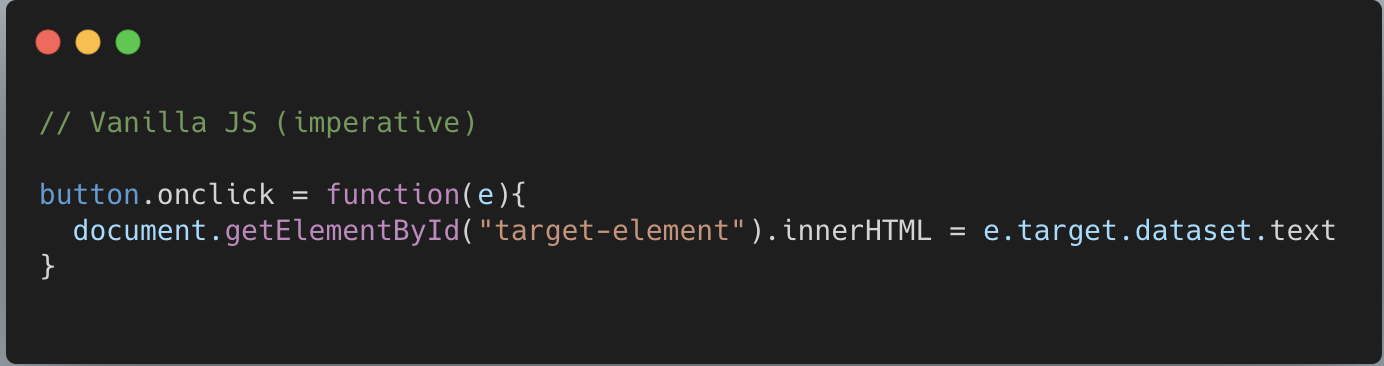 // Vanilla JS (imperative)
button.onclick = function(e){
  document.getElementById("target-element").innerHTML = e.target.dataset.text
}